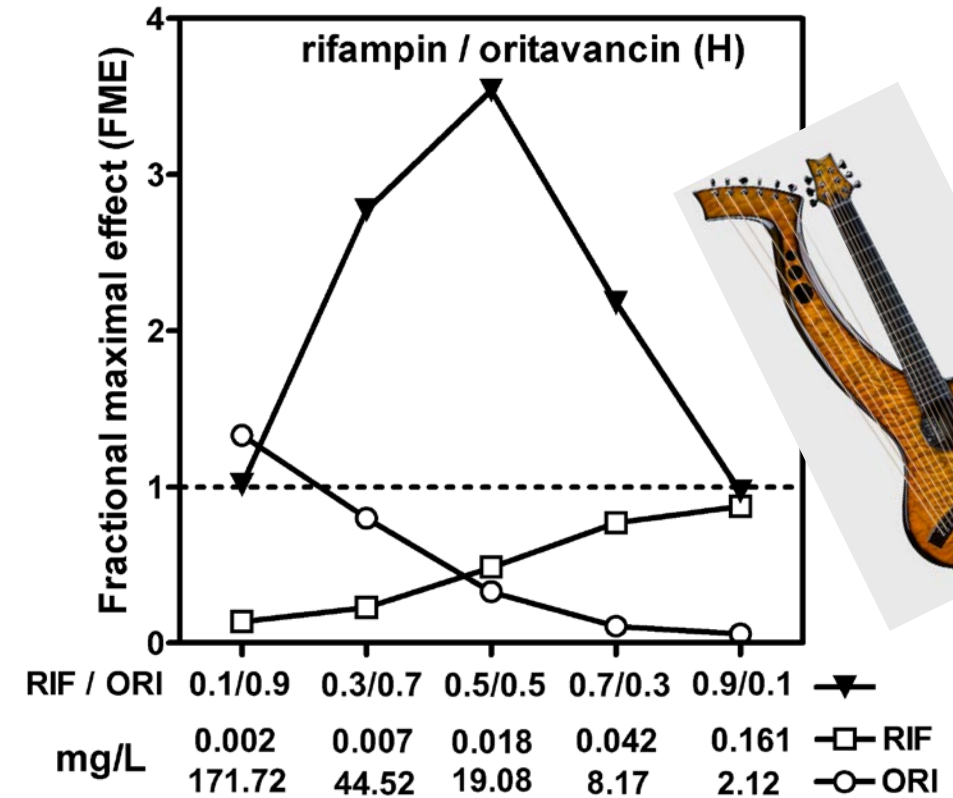 4
rifampin / oritavancin (H)
Fractional maximal effect (FME)
3
2
1
0
RIF / ORI 0.1/0.9 0.3/0.7 0.5/0.5 0.7/0.3 0.9/0.1
mg/L
0.002 0.007 0.018 0.042 0.161 RIF
171.72 44.52 19.08 8.17 2.12 ORI